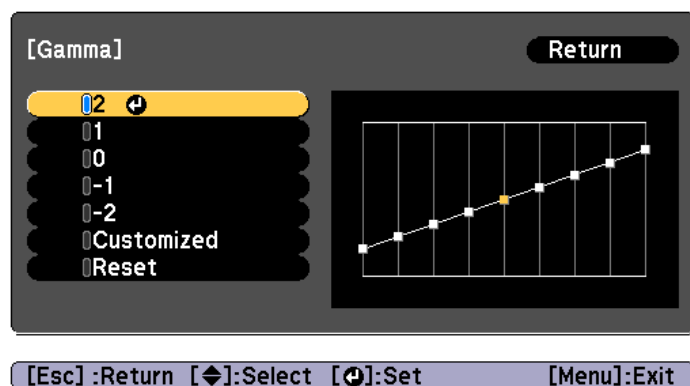 [Gamma]
Return
2
1
0
-1
-2
Customized
Reset
[Esc] :Return [◆]:Select [↵]:Set [Menu]:Exit